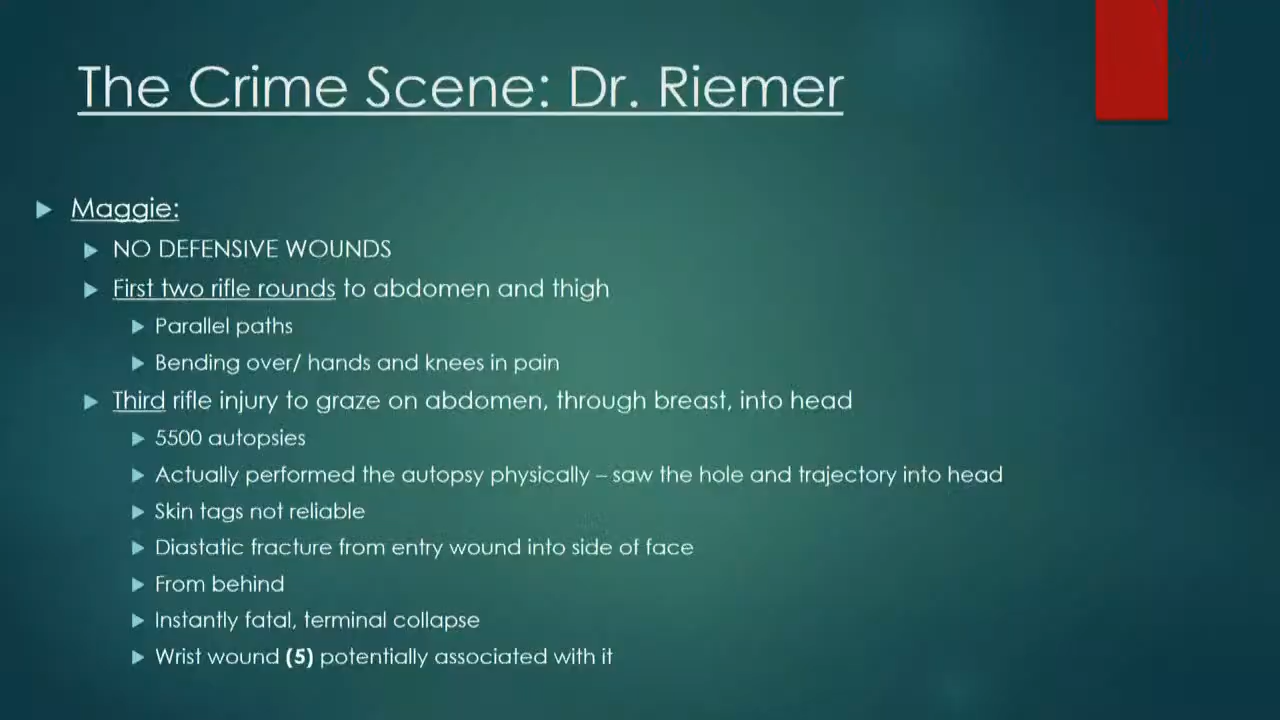 The Crime Scene: Dr. Riemer
Maggie:
NO DEFENSIVE WOUNDS
First two rifle rounds to abdomen and thigh
Parallel paths
Bending over/ hands and knees in pain
Third rifle injury to graze on abdomen, through breast, into head
5500 autopsies
Actually performed the autopsy physically – saw the hole and trajectory into head
Skin tags not reliable
Diastatic fracture from entry wound into side of face
From behind
Instantly fatal, terminal collapse
Wrist wound (5) potentially associated with it